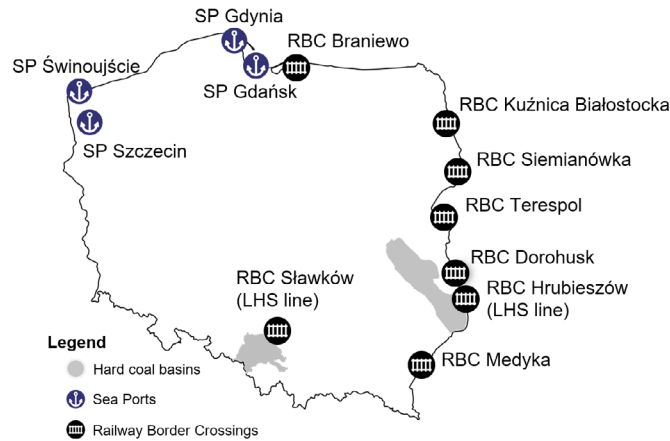 SP Gdynia
RBC Braniewo
SP Świnoujście
SP Gdańsk
RBC Kuźnica Białostocka
SP Szczecin
RBC Siemianówka
RBC Terespol
RBC Dorohusk
RBC Sławków
(LHS line)
RBC Hrubieszów
(LHS line)
Legend
Hard coal basins
RBC Medyka
Sea Ports
Railway Border Crossings